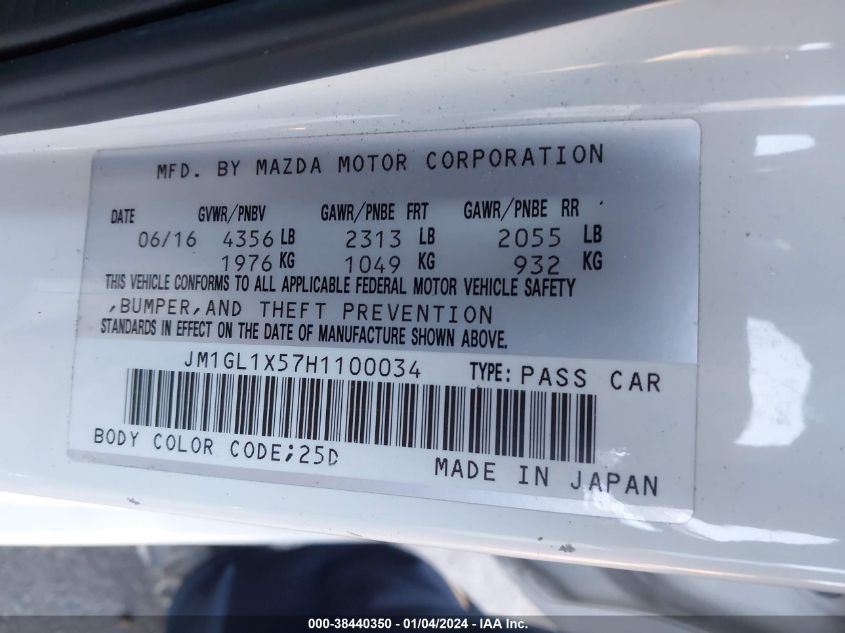 MFD. BY MAZDA MOTOR CORPORATION
DATE GVWR/PNBV GAWR/PNBE FRT GAWR/PNBE RR
06/16 4356 LB 2313 LB 2055 LB
1976 KG 1049 KG 932 KG
THIS VEHICLE CONFORMS TO ALL APPLICABLE FEDERAL MOTOR VEHICLE SAFETY
,BUMPER,AND THEFT PREVENTION
STANDARDS IN EFFECT ON THE DATE OF MANUFACTURE SHOWN ABOVE.
JM1GL1X57H1100034 TYPE: PASS CAR
BODY COLOR CODE;25D
MADE IN JAPAN
000-38440350 - 01/04/2024 - IAA Inc.